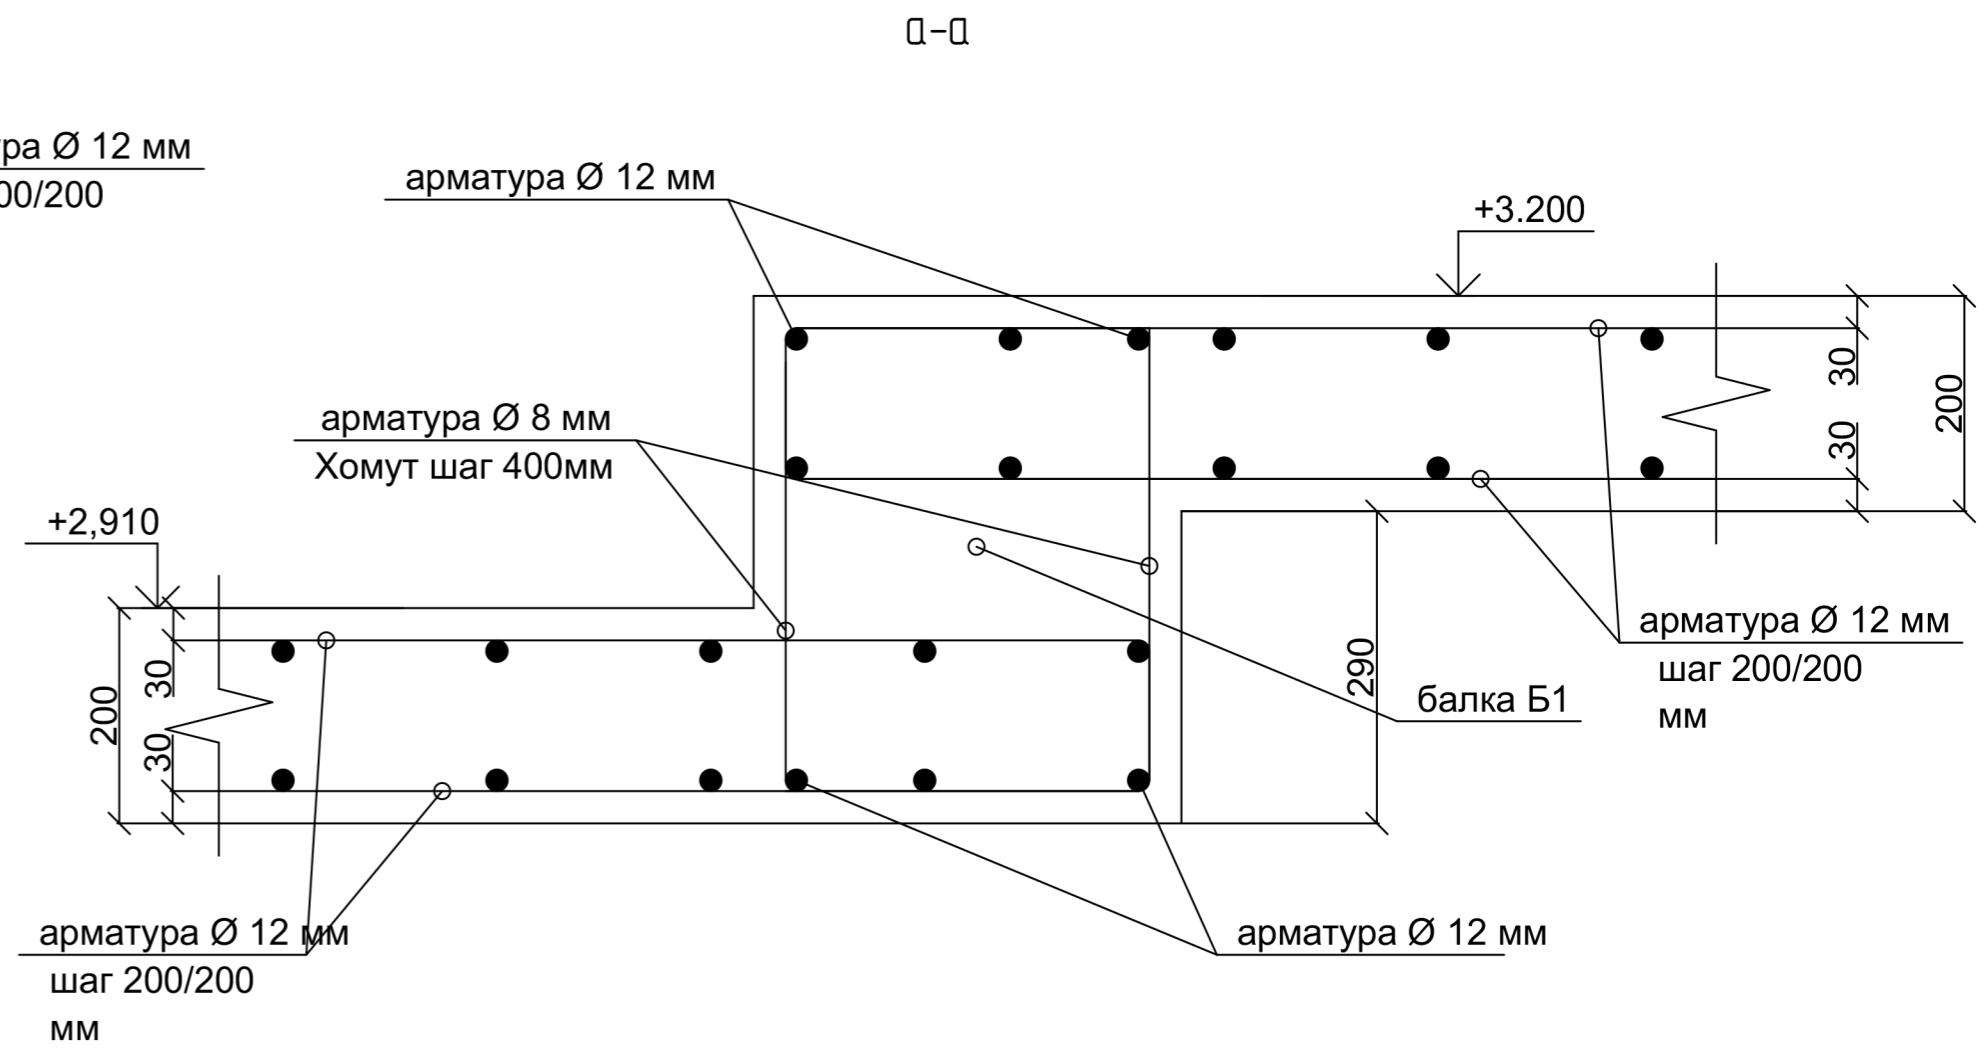 а-а
ра Ø 12 мм
00/200
арматура Ø 12 мм
+3.200
30
30
200
арматура Ø 8 мм
Хомут шаг 400мм
+2,910
200
30
30
290
арматура Ø 12 мм
шаг 200/200
мм
балка Б1
арматура Ø 12 мм
шаг 200/200
мм
арматура Ø 12 мм